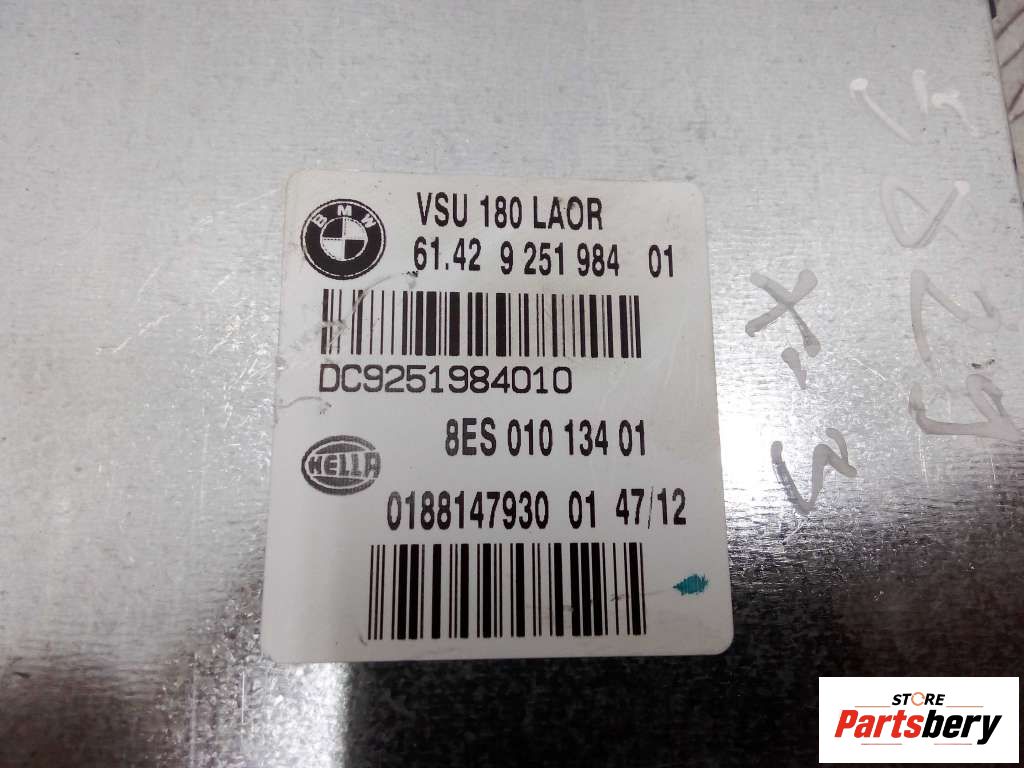 BMW
VSU 180 LAOR
61.42 9 251 984 01
DC9251984010
8ES 010 134 01
HELLA
0188147930 01 47/12
STORE
Partsbery